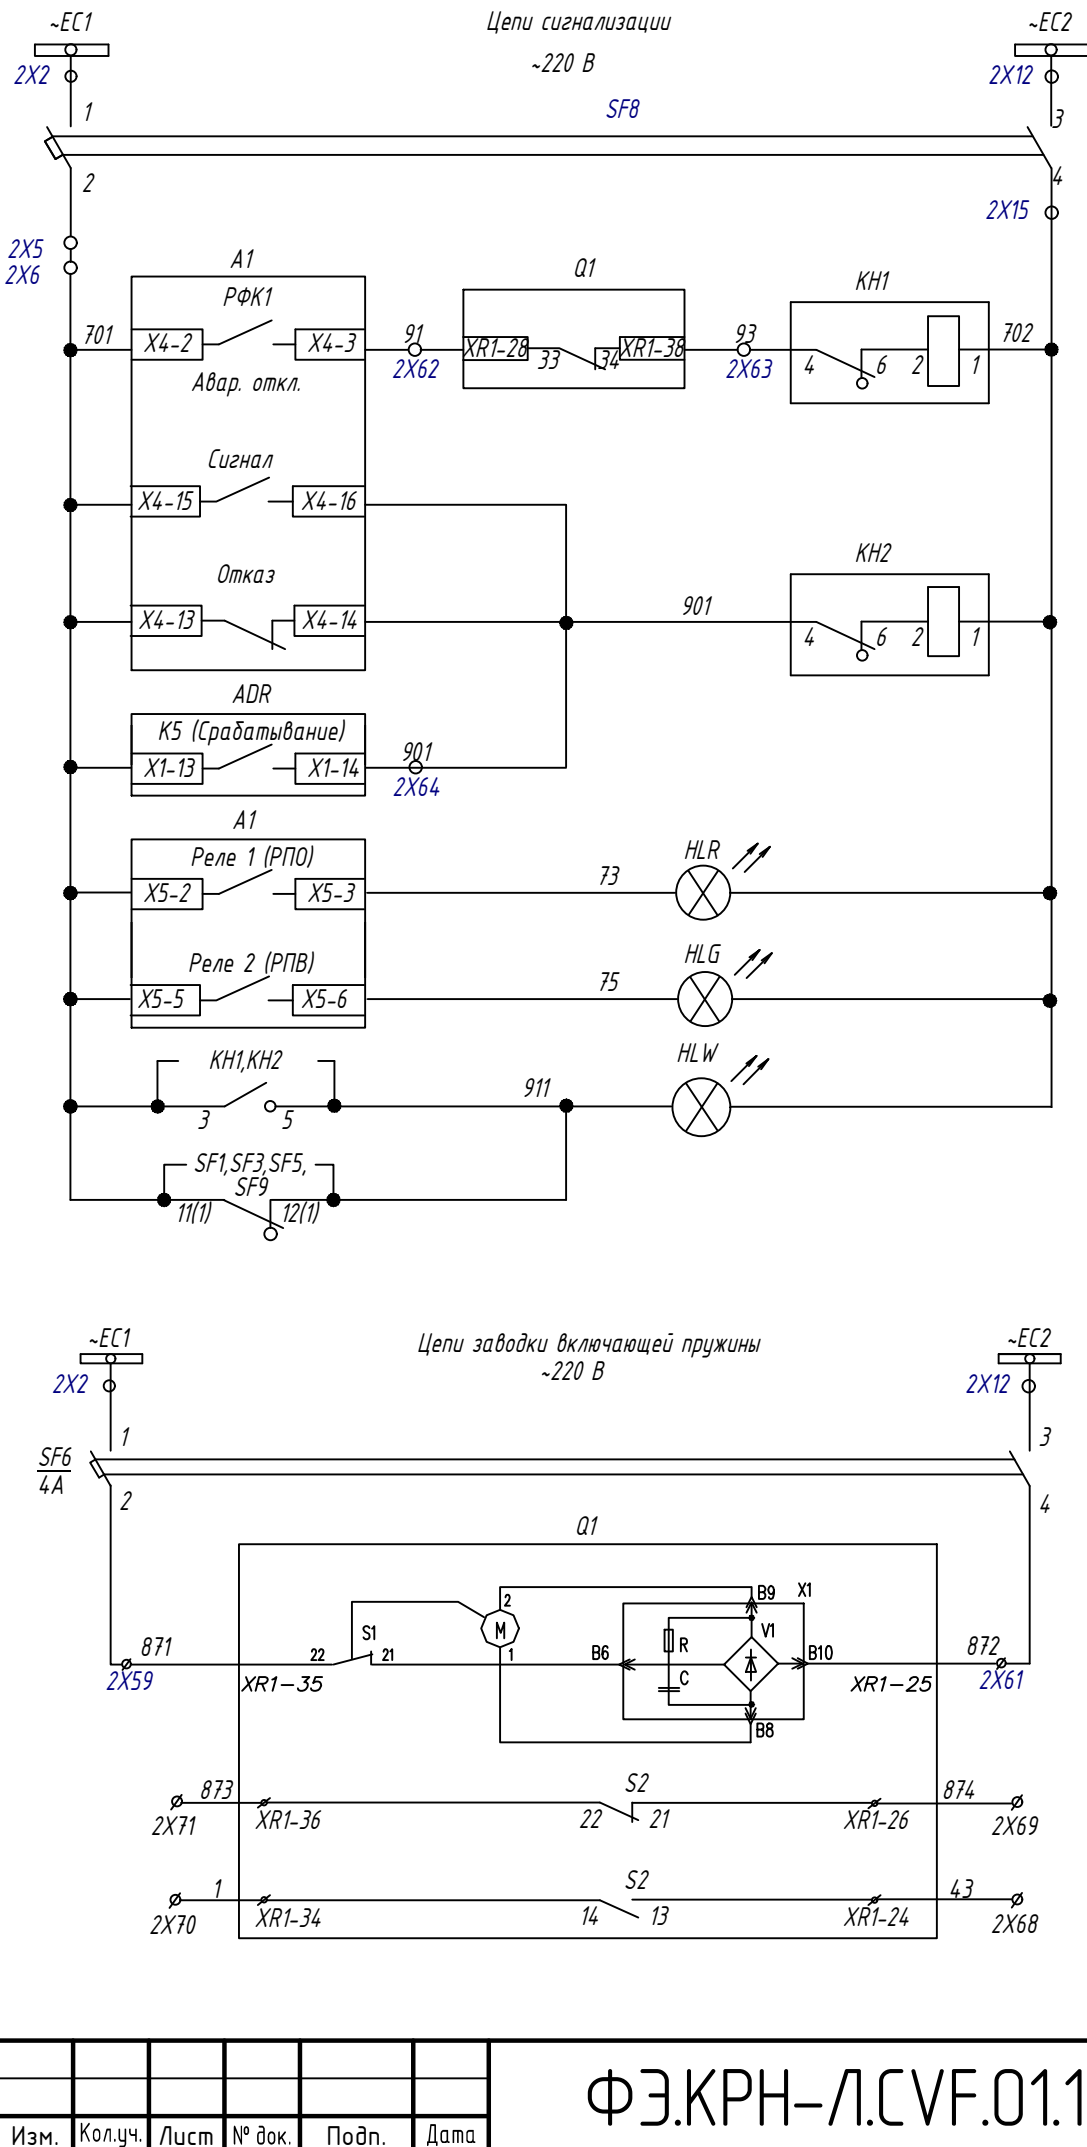 ~EC1 Цепи сигнализации ~EC2
~220 В
2X2 2X12
1 SF8 3
2 4
2X15
2X5
2X6
A1 Q1 KH1
РФК1
701 X4-2 X4-3 91 XR1-28 33 34 XR1-38 93 4 6 2 1 702
2X62 2X63
Авар. откл.
Сигнал
X4-15 X4-16
Отказ KH2
X4-13 X4-14 901 4 6 2 1
ADR
K5 (Срабатывание)
X1-13 X1-14 901
2X64
A1
Реле 1 (РПО) HLR
X5-2 X5-3 73
Реле 2 (РПВ) HLG
X5-5 X5-6 75
KH1,KH2 HLW
3 5 911
SF1,SF3,SF5,
SF9
11(1) 12(1)
~EC1 Цепи заводки включающей пружины ~EC2
~220 В
2X2 2X12
1 3
SF6
4A
2 4
Q1
2 B9 X1
S1 M V1
871 22 21 1 B6 R B10 872
2X59 XR1-35 C XR1-25 2X61
B8
873 S2 874
2X71 XR1-36 22 21 XR1-26 2X69
1 S2 43
2X70 XR1-34 14 13 XR1-24 2X68
ФЭ.КРН-Л.CVF.01.1
Изм. Кол.уч. Лист № док. Подп. Дата